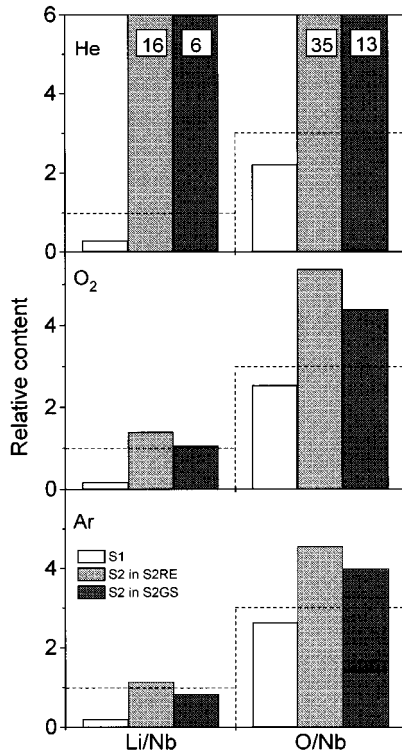 6
He
16
6
35
13
4
2
0
O2
4
2
0
Relative content
Ar
4
S1
S2 in S2RE
S2 in S2GS
2
0
Li/Nb
O/Nb